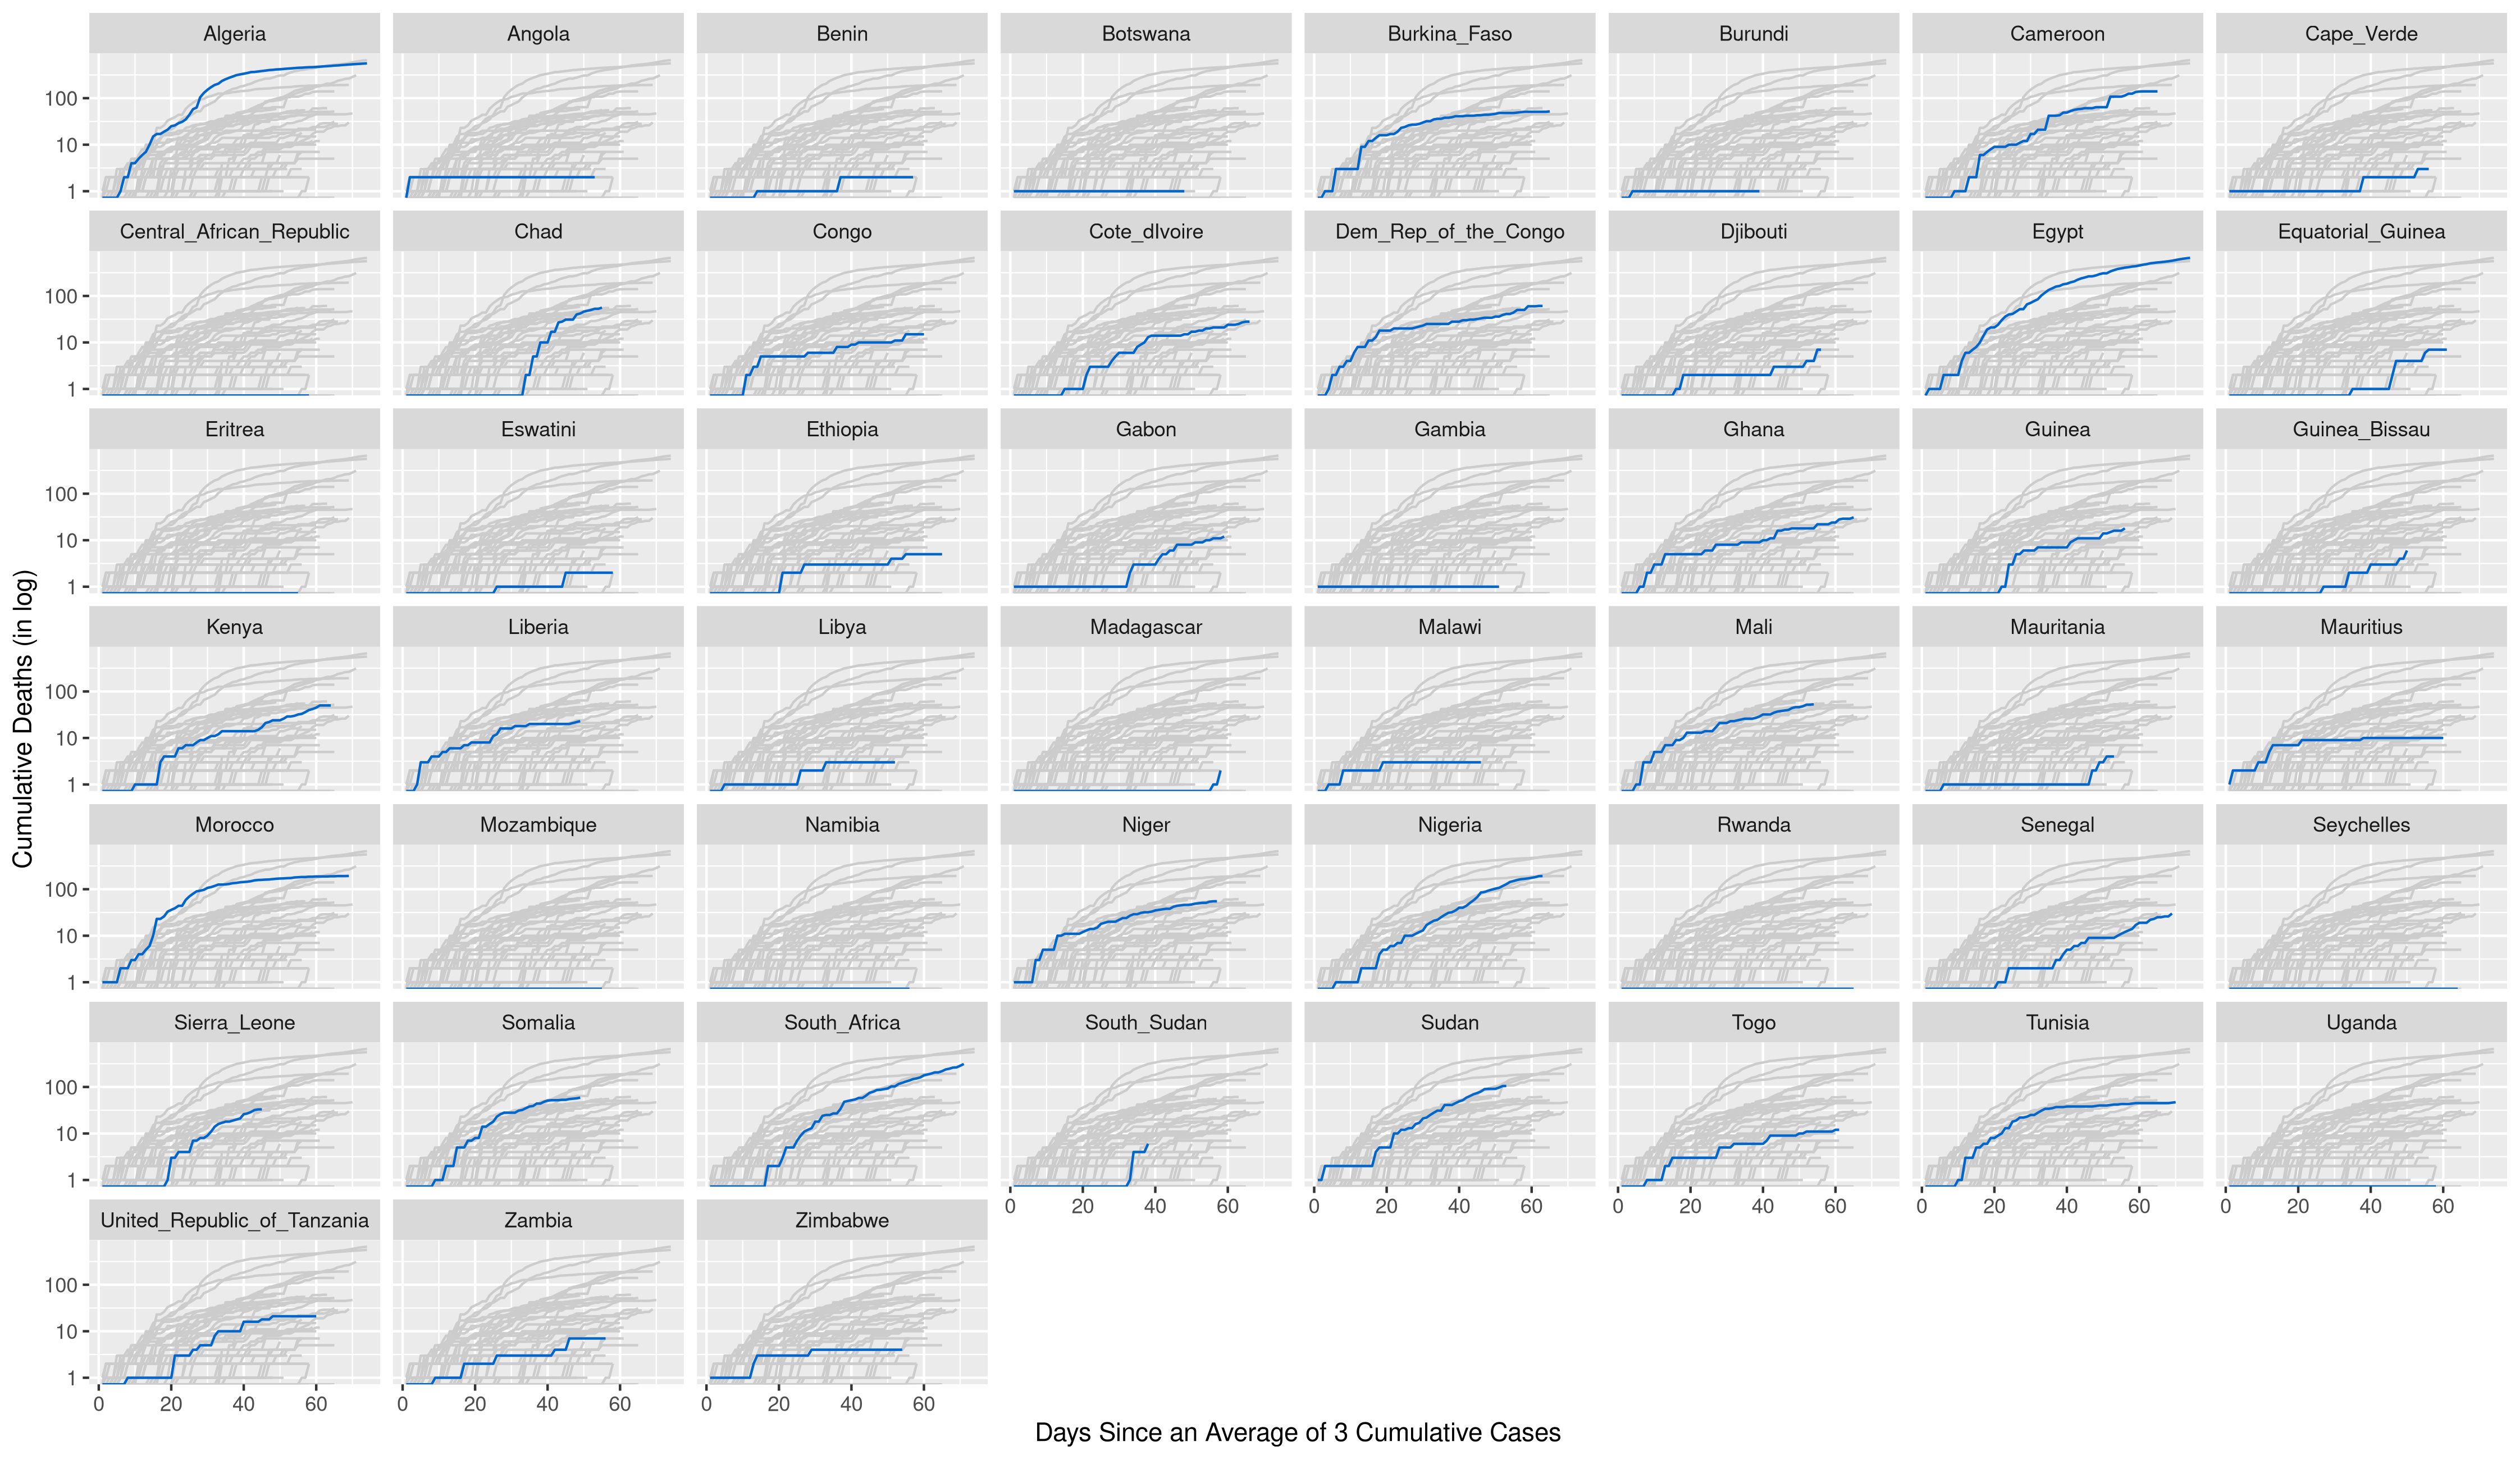 Algeria Angola Benin Botswana Burkina_Faso Burundi Cameroon Cape_Verde
100
10
1
Central_African_Republic Chad Congo Cote_dIvoire Dem_Rep_of_the_Congo Djibouti Egypt Equatorial_Guinea
100
10
1
Eritrea Eswatini Ethiopia Gabon Gambia Ghana Guinea Guinea_Bissau
100
10
1
Cumulative Deaths (in log)
Kenya Liberia Libya Madagascar Malawi Mali Mauritania Mauritius
100
10
1
Morocco Mozambique Namibia Niger Nigeria Rwanda Senegal Seychelles
100
10
1
Sierra_Leone Somalia South_Africa South_Sudan Sudan Togo Tunisia Uganda
100
10
1
0 20 40 60 0 20 40 60 0 20 40 60 0 20 40 60 0 20 40 60
United_Republic_of_Tanzania Zambia Zimbabwe
100
10
1
0 20 40 60 0 20 40 60 0 20 40 60
Days Since an Average of 3 Cumulative Cases